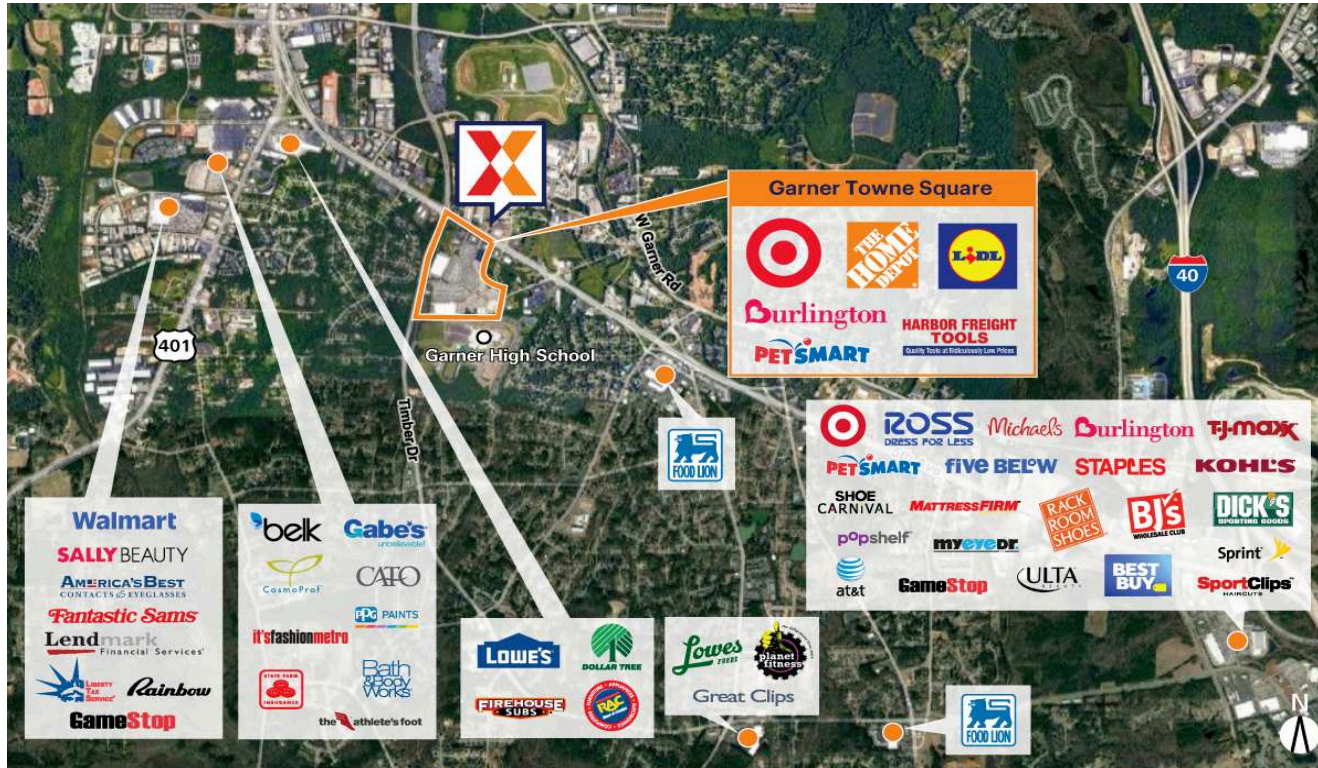 Garner Towne Square
THE
HOME
DEPOT
LiDL
Burlington
HARBOR FREIGHT
TOOLS
Quality Tools at Ridiculously Low Prices
PETSMART
W Garner Rd
40
401
Garner High School
Timber Dr
FOOD LION
ROSS
DRESS FOR LESS
Michaels
Burlington
T·J·maxx
PETSMART
five BELOW
STAPLES
KOHL'S
SHOE
CARNiVAL
MATTRESSFIRM
RACK
ROOM
SHOES
BJ's
WHOLESALE CLUB
DICK'S
SPORTING GOODS
popshelf
myeyeDr.
Sprint
at&t
GameStop
ULTA
BEAUTY
BEST
BUY
SportClips
HAIRCUTS
Walmart
SALLY BEAUTY
AMERICA'S BEST
CONTACTS & EYEGLASSES
Fantastic Sams
Lendmark
Financial Services
LIBERTY
TAX
SERVICE
Rainbow
GameStop
belk
Gabe's
unbelievable!
CosmoProf
CATO
PPG PAINTS
it'sfashionmetro
STATE FARM
INSURANCE
Bath
& Body
Works
the athlete's foot
LOWE'S
DOLLAR TREE
FIREHOUSE
SUBS
RAC
Lowes
FOODS
planet
fitness
Great Clips
FOOD LION
N